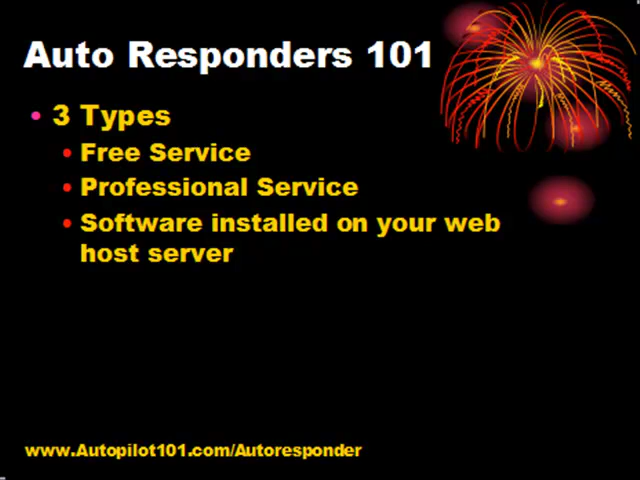 Auto Responders 101
• 3 Types
• Free Service
• Professional Service
• Software installed on your web
host server
www.Autopilot101.com/Autoresponder